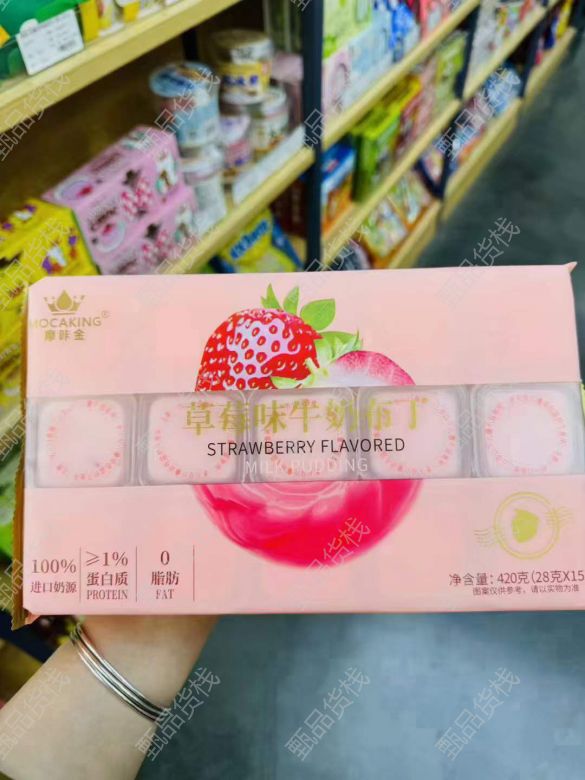 MOCAKING®
摩咔金
草莓味牛奶布丁
STRAWBERRY FLAVORED
MILK PUDDING
100%
进口奶源
≥1%
蛋白质
PROTEIN
0
脂肪
FAT
净含量: 420克(28克X15
图案仅供参考，请以实物为准
甄品货栈